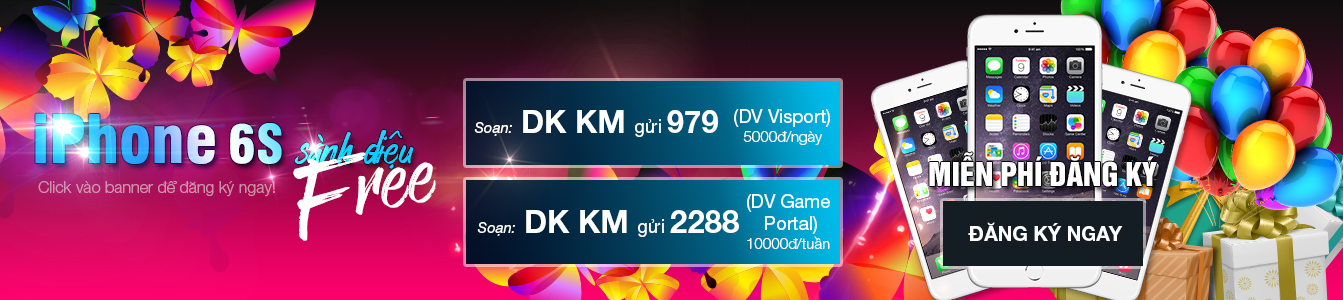 iPhone 6S
sành điệu
Free
Click vào banner để đăng ký ngay!
Soạn: DK KM gửi 979 (DV Visport)
5000đ/ngày
Soạn: DK KM gửi 2288 (DV Game
Portal)
10000đ/tuần
MIỄN PHÍ ĐĂNG KÝ
ĐĂNG KÝ NGAY